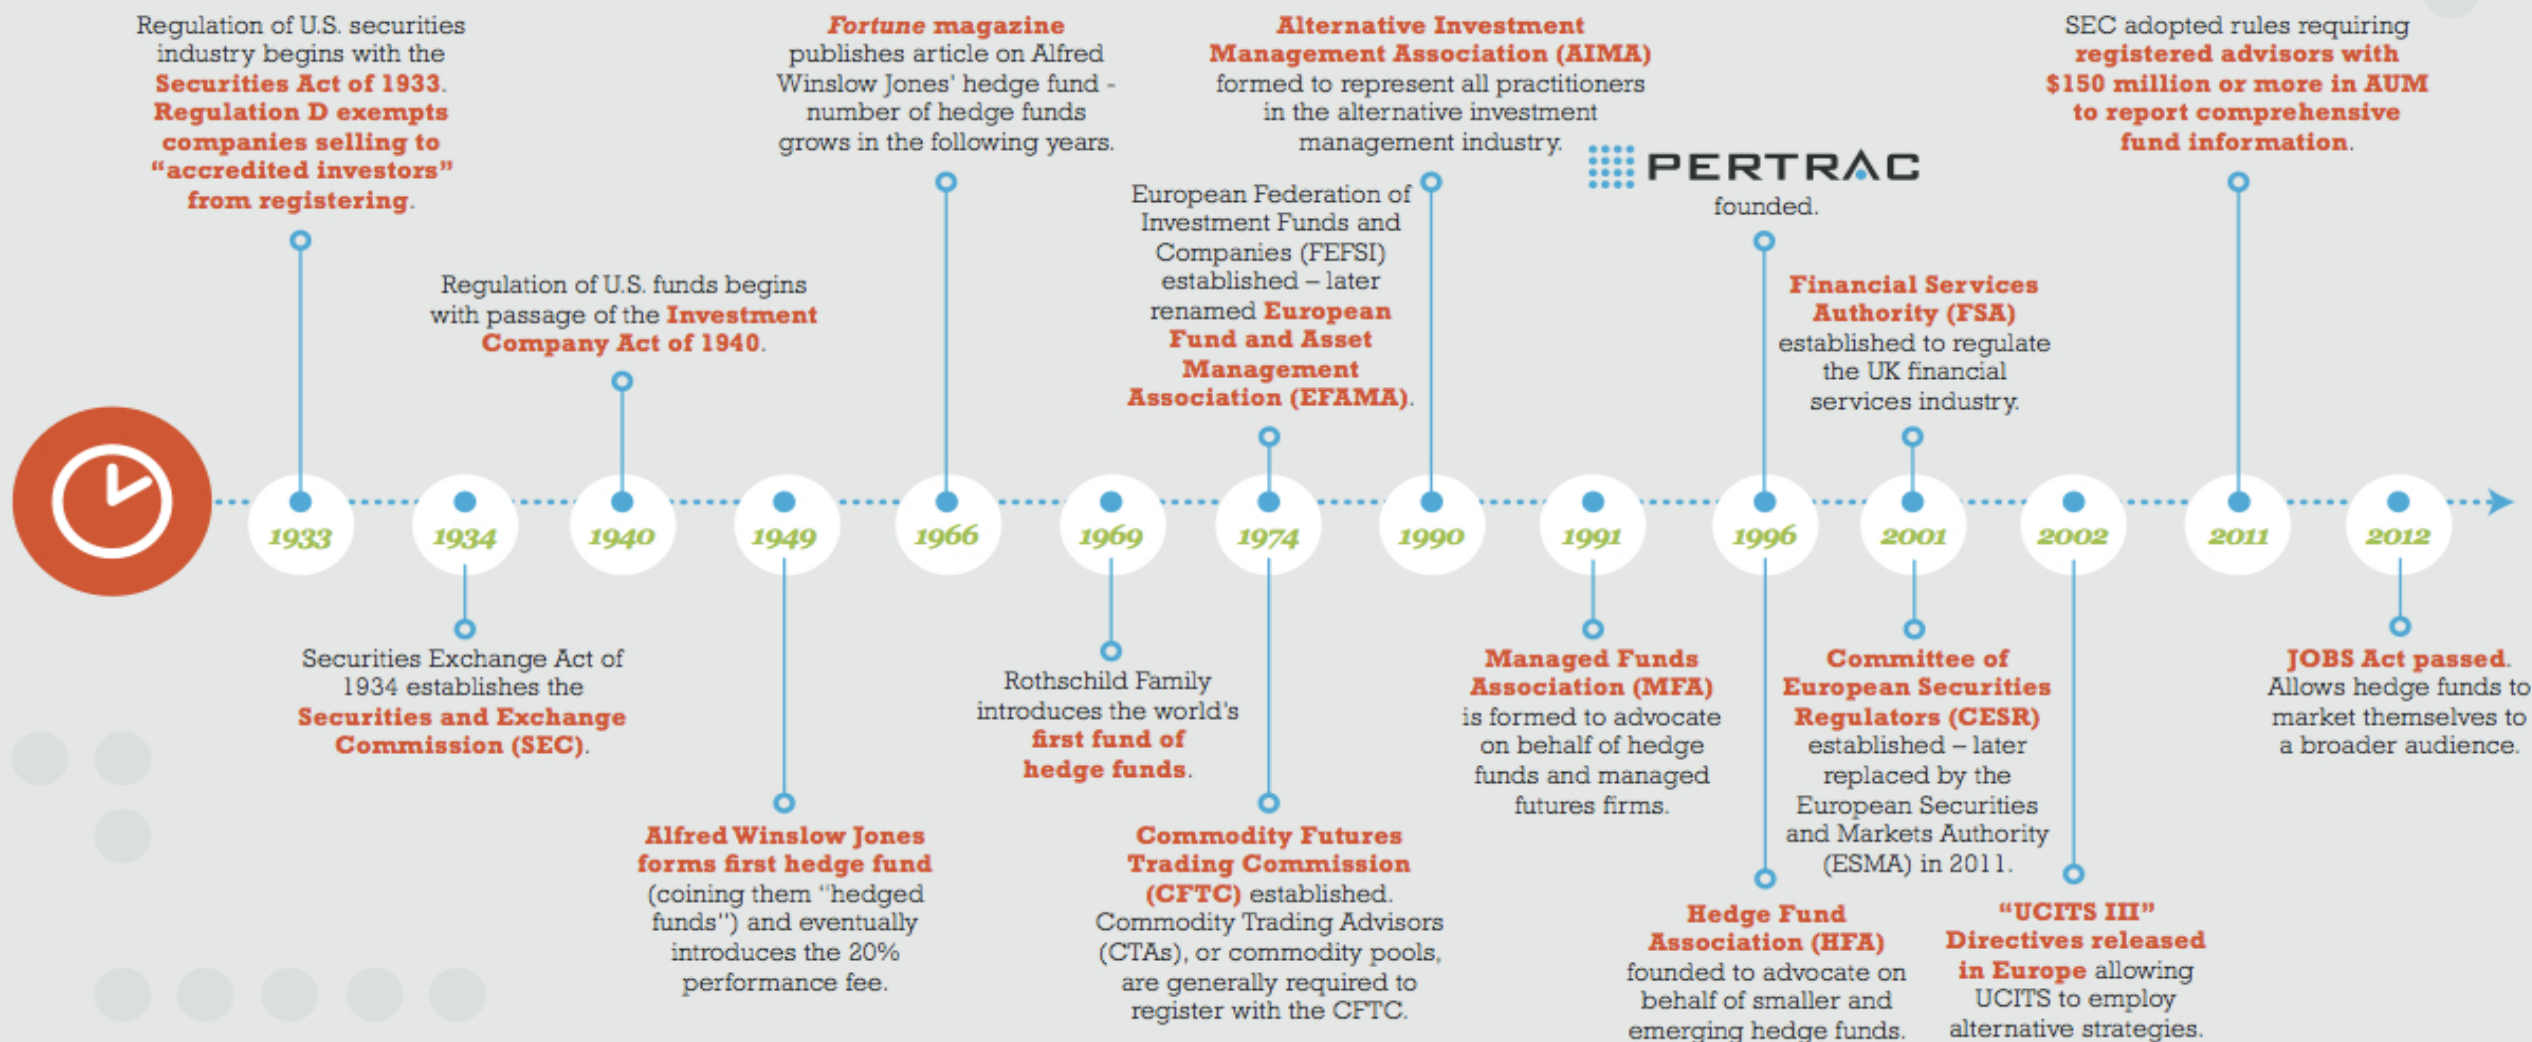 Regulation of U.S. securities
industry begins with the
Securities Act of 1933.
Regulation D exempts
companies selling to
“accredited investors”
from registering.
Regulation of U.S. funds begins
with passage of the Investment
Company Act of 1940.
Fortune magazine
publishes article on Alfred
Winslow Jones' hedge fund -
number of hedge funds
grows in the following years.
European Federation of
Investment Funds and
Companies (FEFSI)
established – later
renamed European
Fund and Asset
Management
Association (EFAMA).
Alternative Investment
Management Association (AIMA)
formed to represent all practitioners
in the alternative investment
management industry.
PERTRAC
founded.
Financial Services
Authority (FSA)
established to regulate
the UK financial
services industry.
SEC adopted rules requiring
registered advisors with
$150 million or more in AUM
to report comprehensive
fund information.
1933
1934
1940
1949
1966
1969
1974
1990
1991
1996
2001
2002
2011
2012
Securities Exchange Act of
1934 establishes the
Securities and Exchange
Commission (SEC).
Alfred Winslow Jones
forms first hedge fund
(coining them "hedged
funds") and eventually
introduces the 20%
performance fee.
Rothschild Family
introduces the world's
first fund of
hedge funds.
Commodity Futures
Trading Commission
(CFTC) established.
Commodity Trading Advisors
(CTAs), or commodity pools,
are generally required to
register with the CFTC.
Managed Funds
Association (MFA)
is formed to advocate
on behalf of hedge
funds and managed
futures firms.
Hedge Fund
Association (HFA)
founded to advocate on
behalf of smaller and
emerging hedge funds.
Committee of
European Securities
Regulators (CESR)
established – later
replaced by the
European Securities
and Markets Authority
(ESMA) in 2011.
“UCITS III”
Directives released
in Europe allowing
UCITS to employ
alternative strategies.
JOBS Act passed.
Allows hedge funds to
market themselves to
a broader audience.